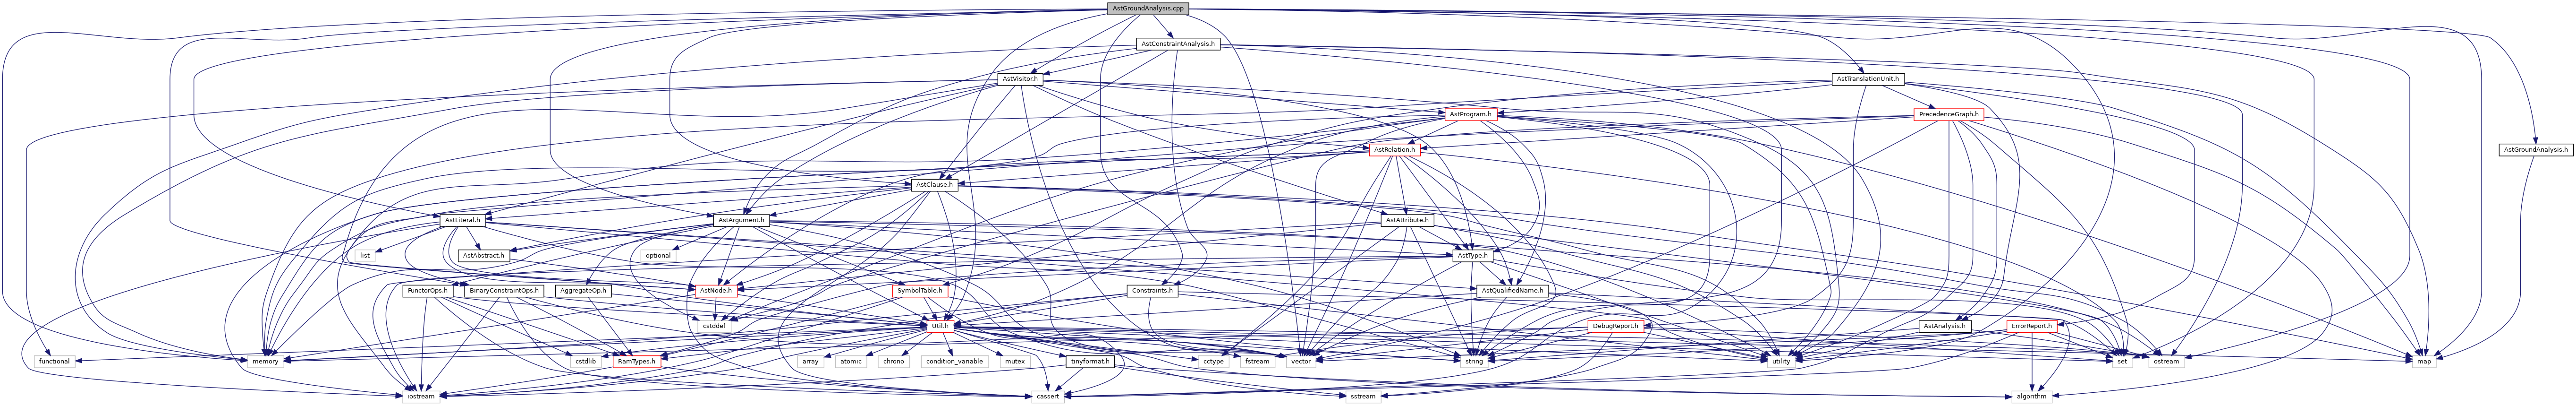 AstGroundAnalysis.cpp
AstConstraintAnalysis.h
AstVisitor.h
AstTranslationUnit.h
AstProgram.h
PrecedenceGraph.h
AstRelation.h
AstGroundAnalysis.h
AstClause.h
AstLiteral.h
AstArgument.h
AstAttribute.h
list
AstAbstract.h
optional
AstType.h
FunctorOps.h
BinaryConstraintOps.h
AggregateOp.h
AstNode.h
SymbolTable.h
Constraints.h
AstQualifiedName.h
cstddef
Util.h
DebugReport.h
AstAnalysis.h
ErrorReport.h
functional
memory
memory
cstdlib
RamTypes.h
array
atomic
chrono
condition_variable
mutex
tinyformat.h
cctype
fstream
vector
string
utility
set
ostream
map
iostream
cassert
sstream
algorithm